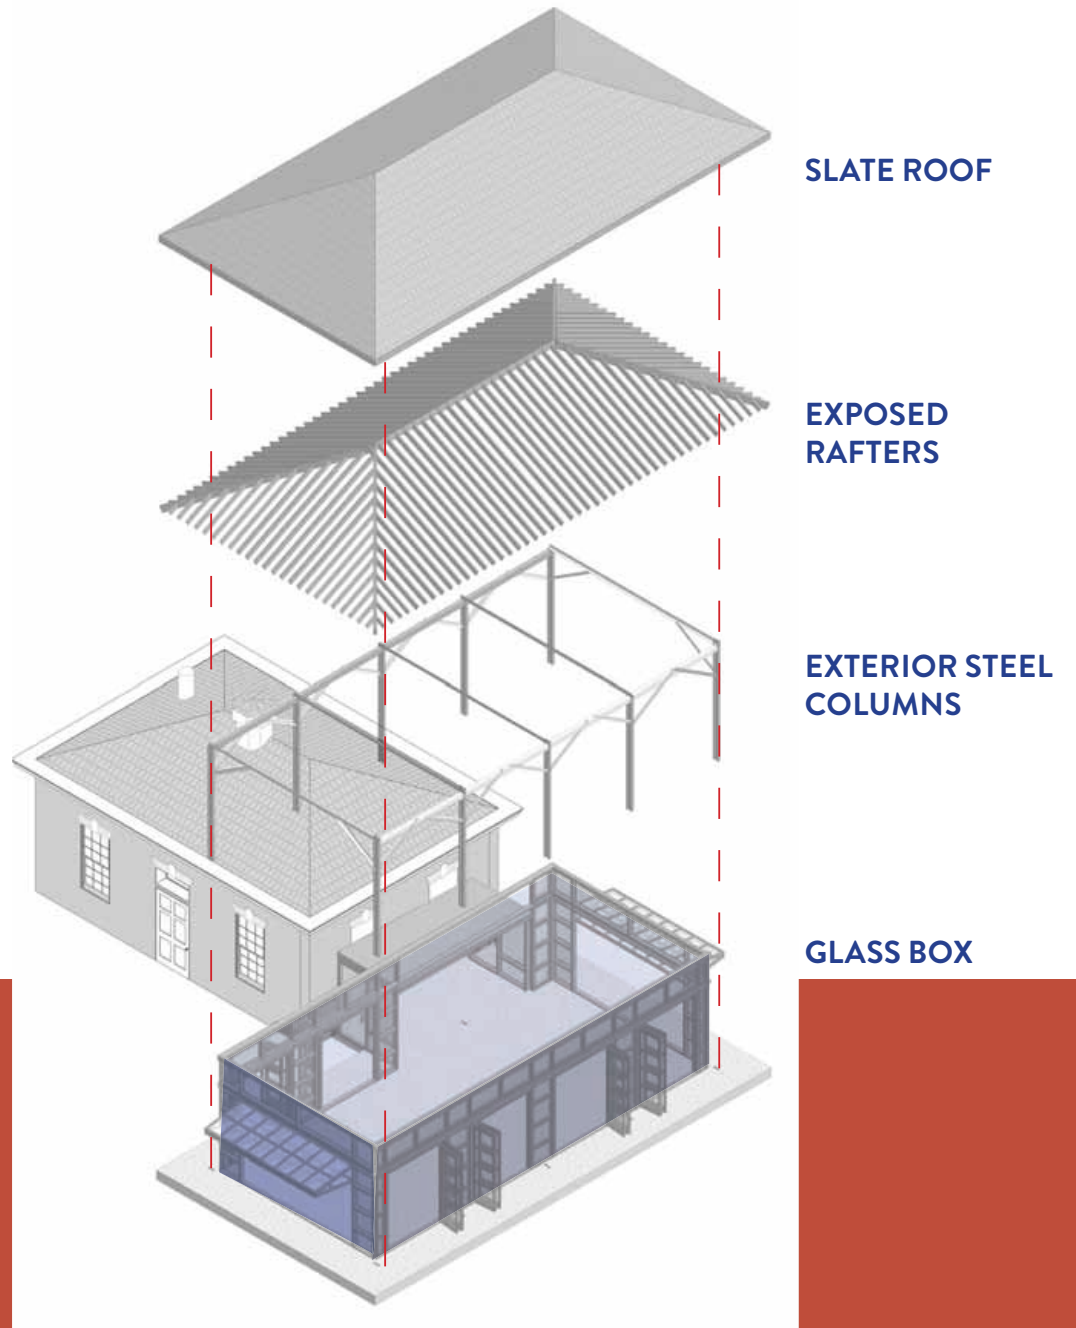 SLATE ROOF
EXPOSED
RAFTERS
EXTERIOR STEEL
COLUMNS
GLASS BOX